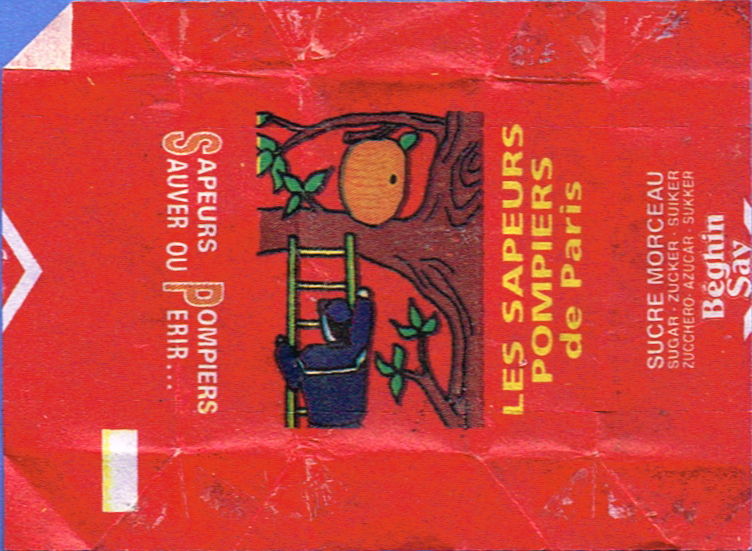 Béghin
Say
SUCRE MORCEAU
SUGAR · ZUCKER · SUIKER
ZUCCHERO · AZUCAR · SUKKER
LES SAPEURS
POMPIERS
de Paris
SAPEURS POMPIERS
SAUVER OU PERIR...